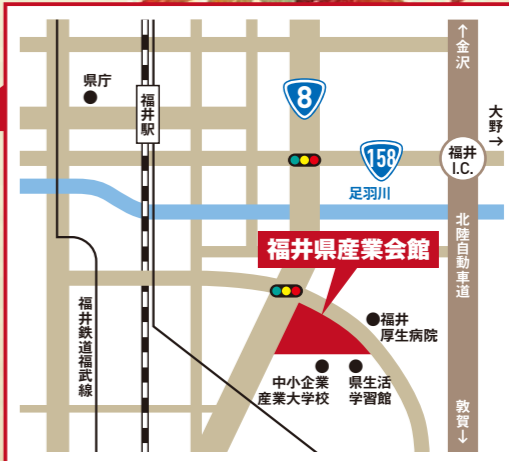 ↑金沢
県庁
福井駅
8
大野→
158
福井
I.C.
足羽川
北陸自動車道
福井県産業会館
福井鉄道福武線
福井
厚生病院
中小企業
産業大学校
県生活
学習館
敦賀↓